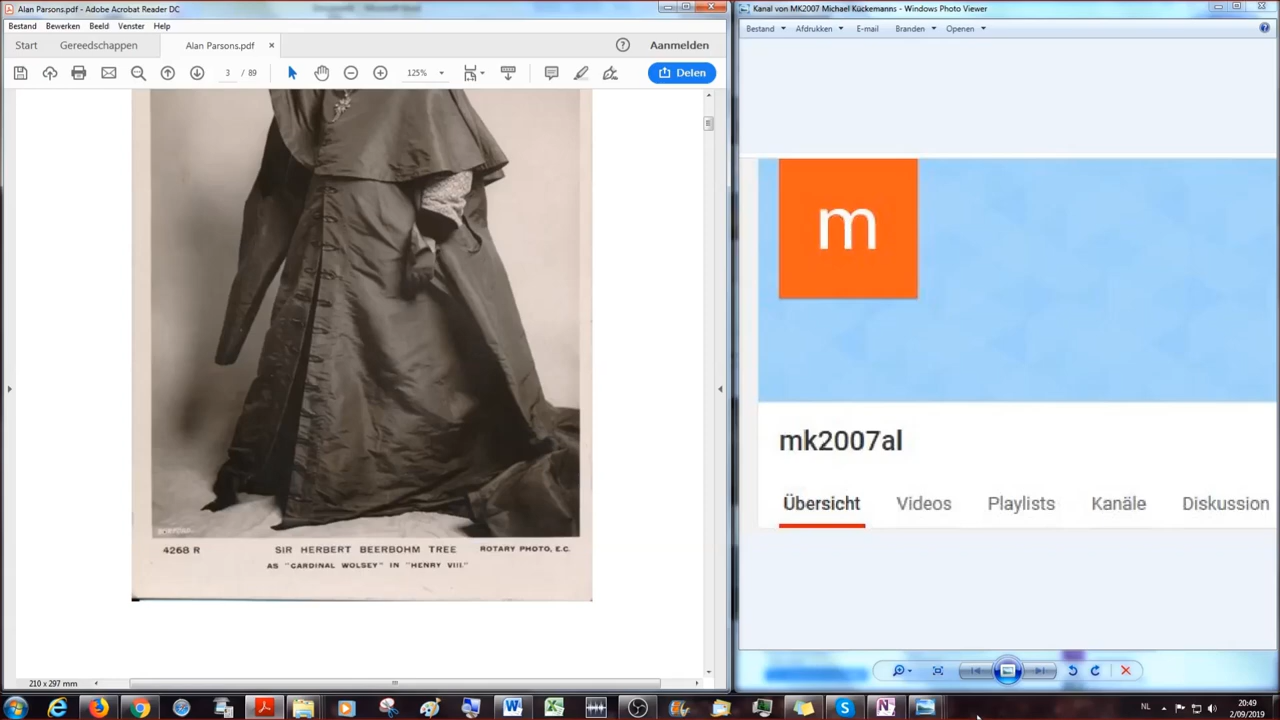 Alan Parsons.pdf - Adobe Acrobat Reader DC
Bestand Bewerken Beeld Venster Help
Start Gereedschappen Alan Parsons.pdf × Aanmelden
3 / 89 125% Delen
4268 R SIR HERBERT BEERBOHM TREE ROTARY PHOTO, E.C.
AS "CARDINAL WOLSEY" IN "HENRY VIII."
210 x 297 mm
Kanal von MK2007 Michael Kückemanns - Windows Photo Viewer
Bestand Afdrukken E-mail Branden Openen
m
mk2007al
Übersicht Videos Playlists Kanäle Diskussion
NL 20:49
2/09/2019